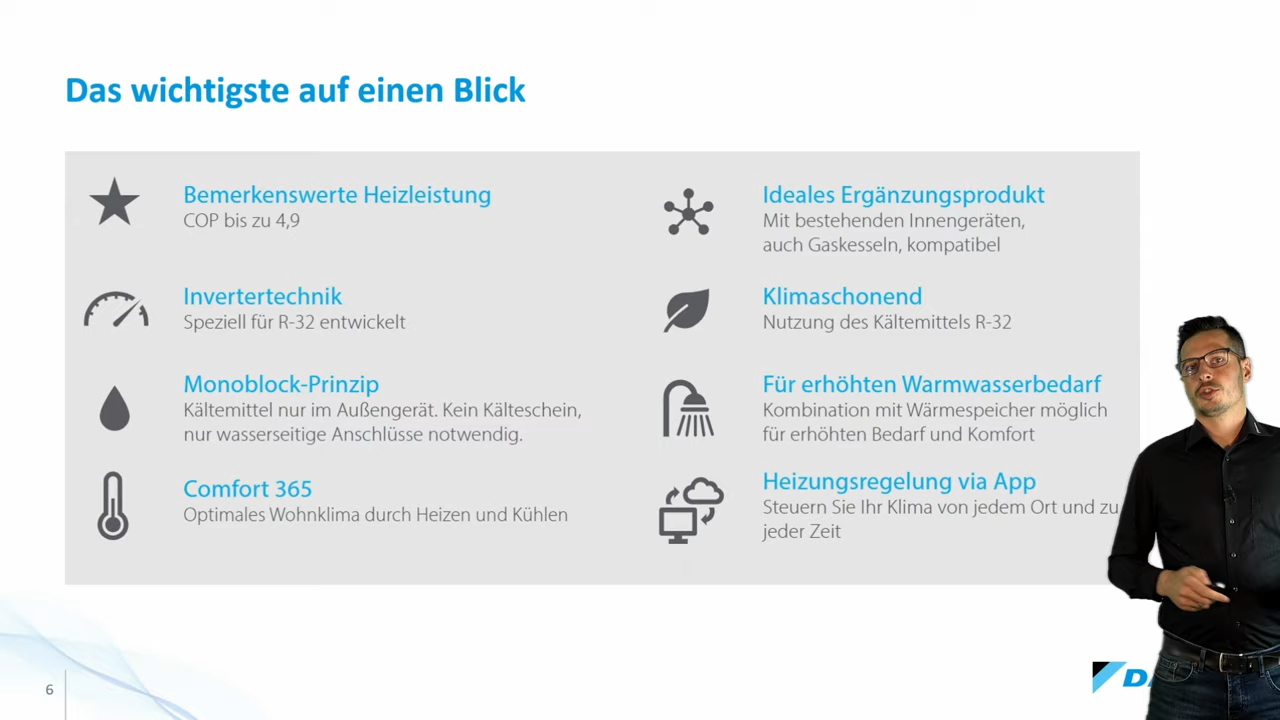 Das wichtigste auf einen Blick
Bemerkenswerte Heizleistung
COP bis zu 4,9
Invertertechnik
Speziell für R-32 entwickelt
Monoblock-Prinzip
Kältemittel nur im Außengerät. Kein Kälteschein,
nur wasserseitige Anschlüsse notwendig.
Comfort 365
Optimales Wohnklima durch Heizen und Kühlen
Ideales Ergänzungsprodukt
Mit bestehenden Innengeräten,
auch Gaskesseln, kompatibel
Klimaschonend
Nutzung des Kältemittels R-32
Für erhöhten Warmwasserbedarf
Kombination mit Wärmespeicher möglich
für erhöhten Bedarf und Komfort
Heizungsregelung via App
Steuern Sie Ihr Klima von jedem Ort und zu
jeder Zeit
6